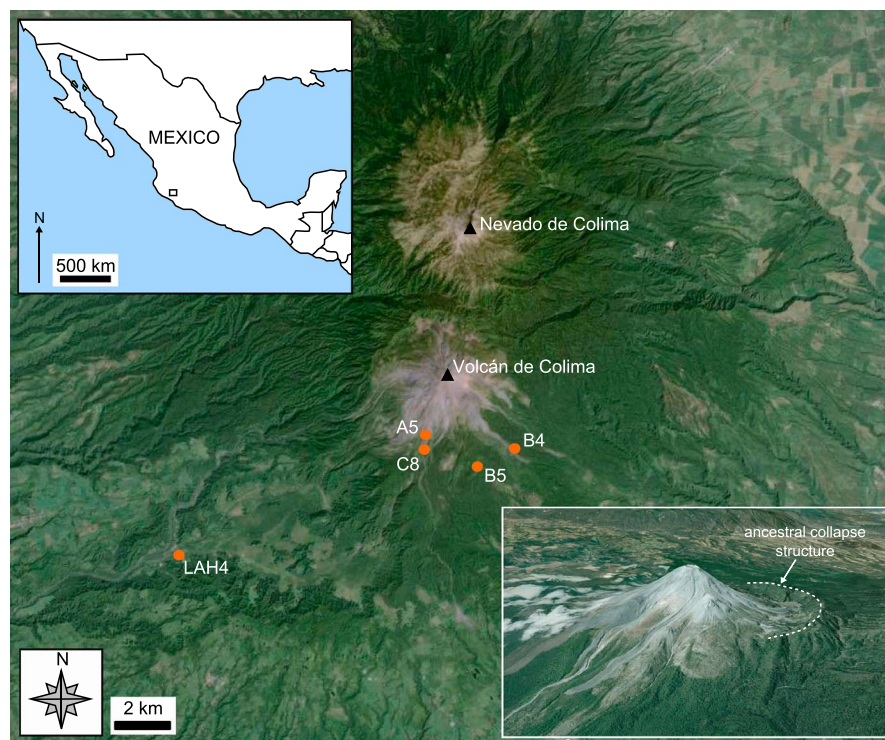 MEXICO
N
500 km
Nevado de Colima
Volcán de Colima
A5
B4
C8
B5
LAH4
ancestral collapse
structure
N
2 km